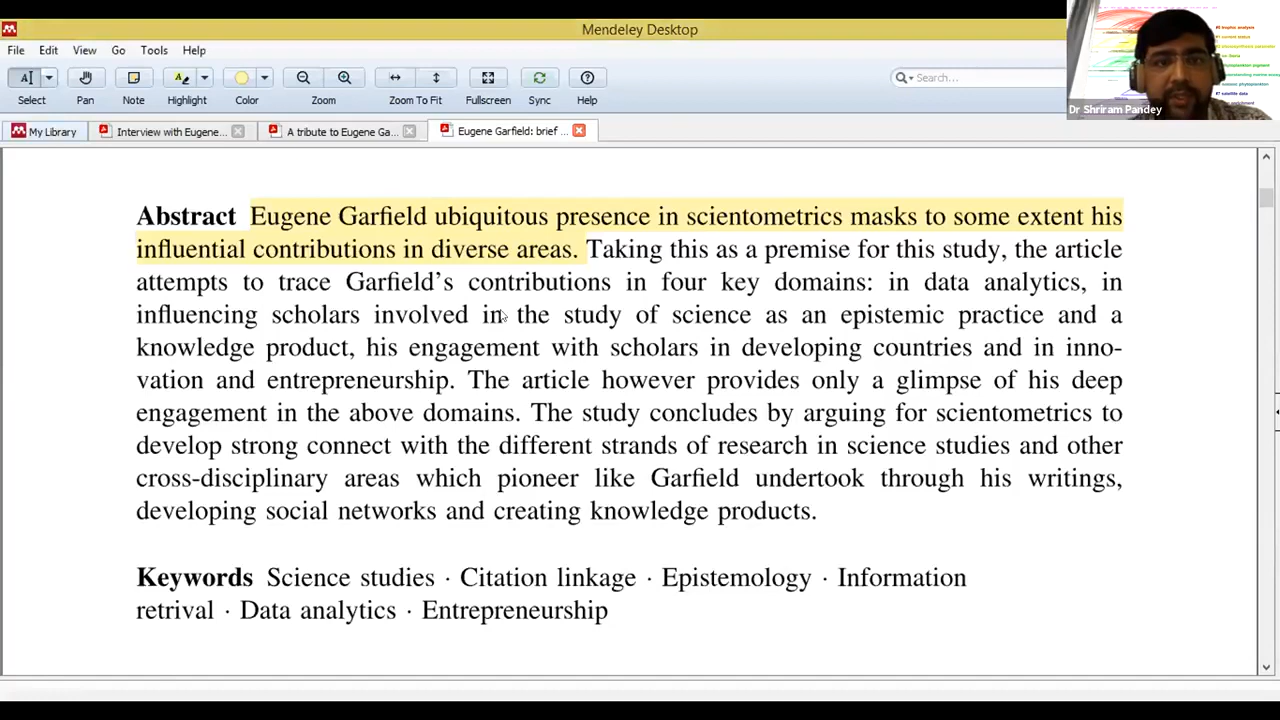 Mendeley Desktop
File Edit View Go Tools Help
Search...
Select Pan Note Highlight Color Zoom Zoom To Fit Fullscreen Sync Help
Dr Shriram Pandey
My Library Interview with Eugene... A tribute to Eugene Ga... Eugene Garfield: brief ...
Abstract Eugene Garfield ubiquitous presence in scientometrics masks to some extent his
influential contributions in diverse areas. Taking this as a premise for this study, the article
attempts to trace Garfield's contributions in four key domains: in data analytics, in
influencing scholars involved in the study of science as an epistemic practice and a
knowledge product, his engagement with scholars in developing countries and in inno-
vation and entrepreneurship. The article however provides only a glimpse of his deep
engagement in the above domains. The study concludes by arguing for scientometrics to
develop strong connect with the different strands of research in science studies and other
cross-disciplinary areas which pioneer like Garfield undertook through his writings,
developing social networks and creating knowledge products.
Keywords Science studies · Citation linkage · Epistemology · Information
retrival · Data analytics · Entrepreneurship